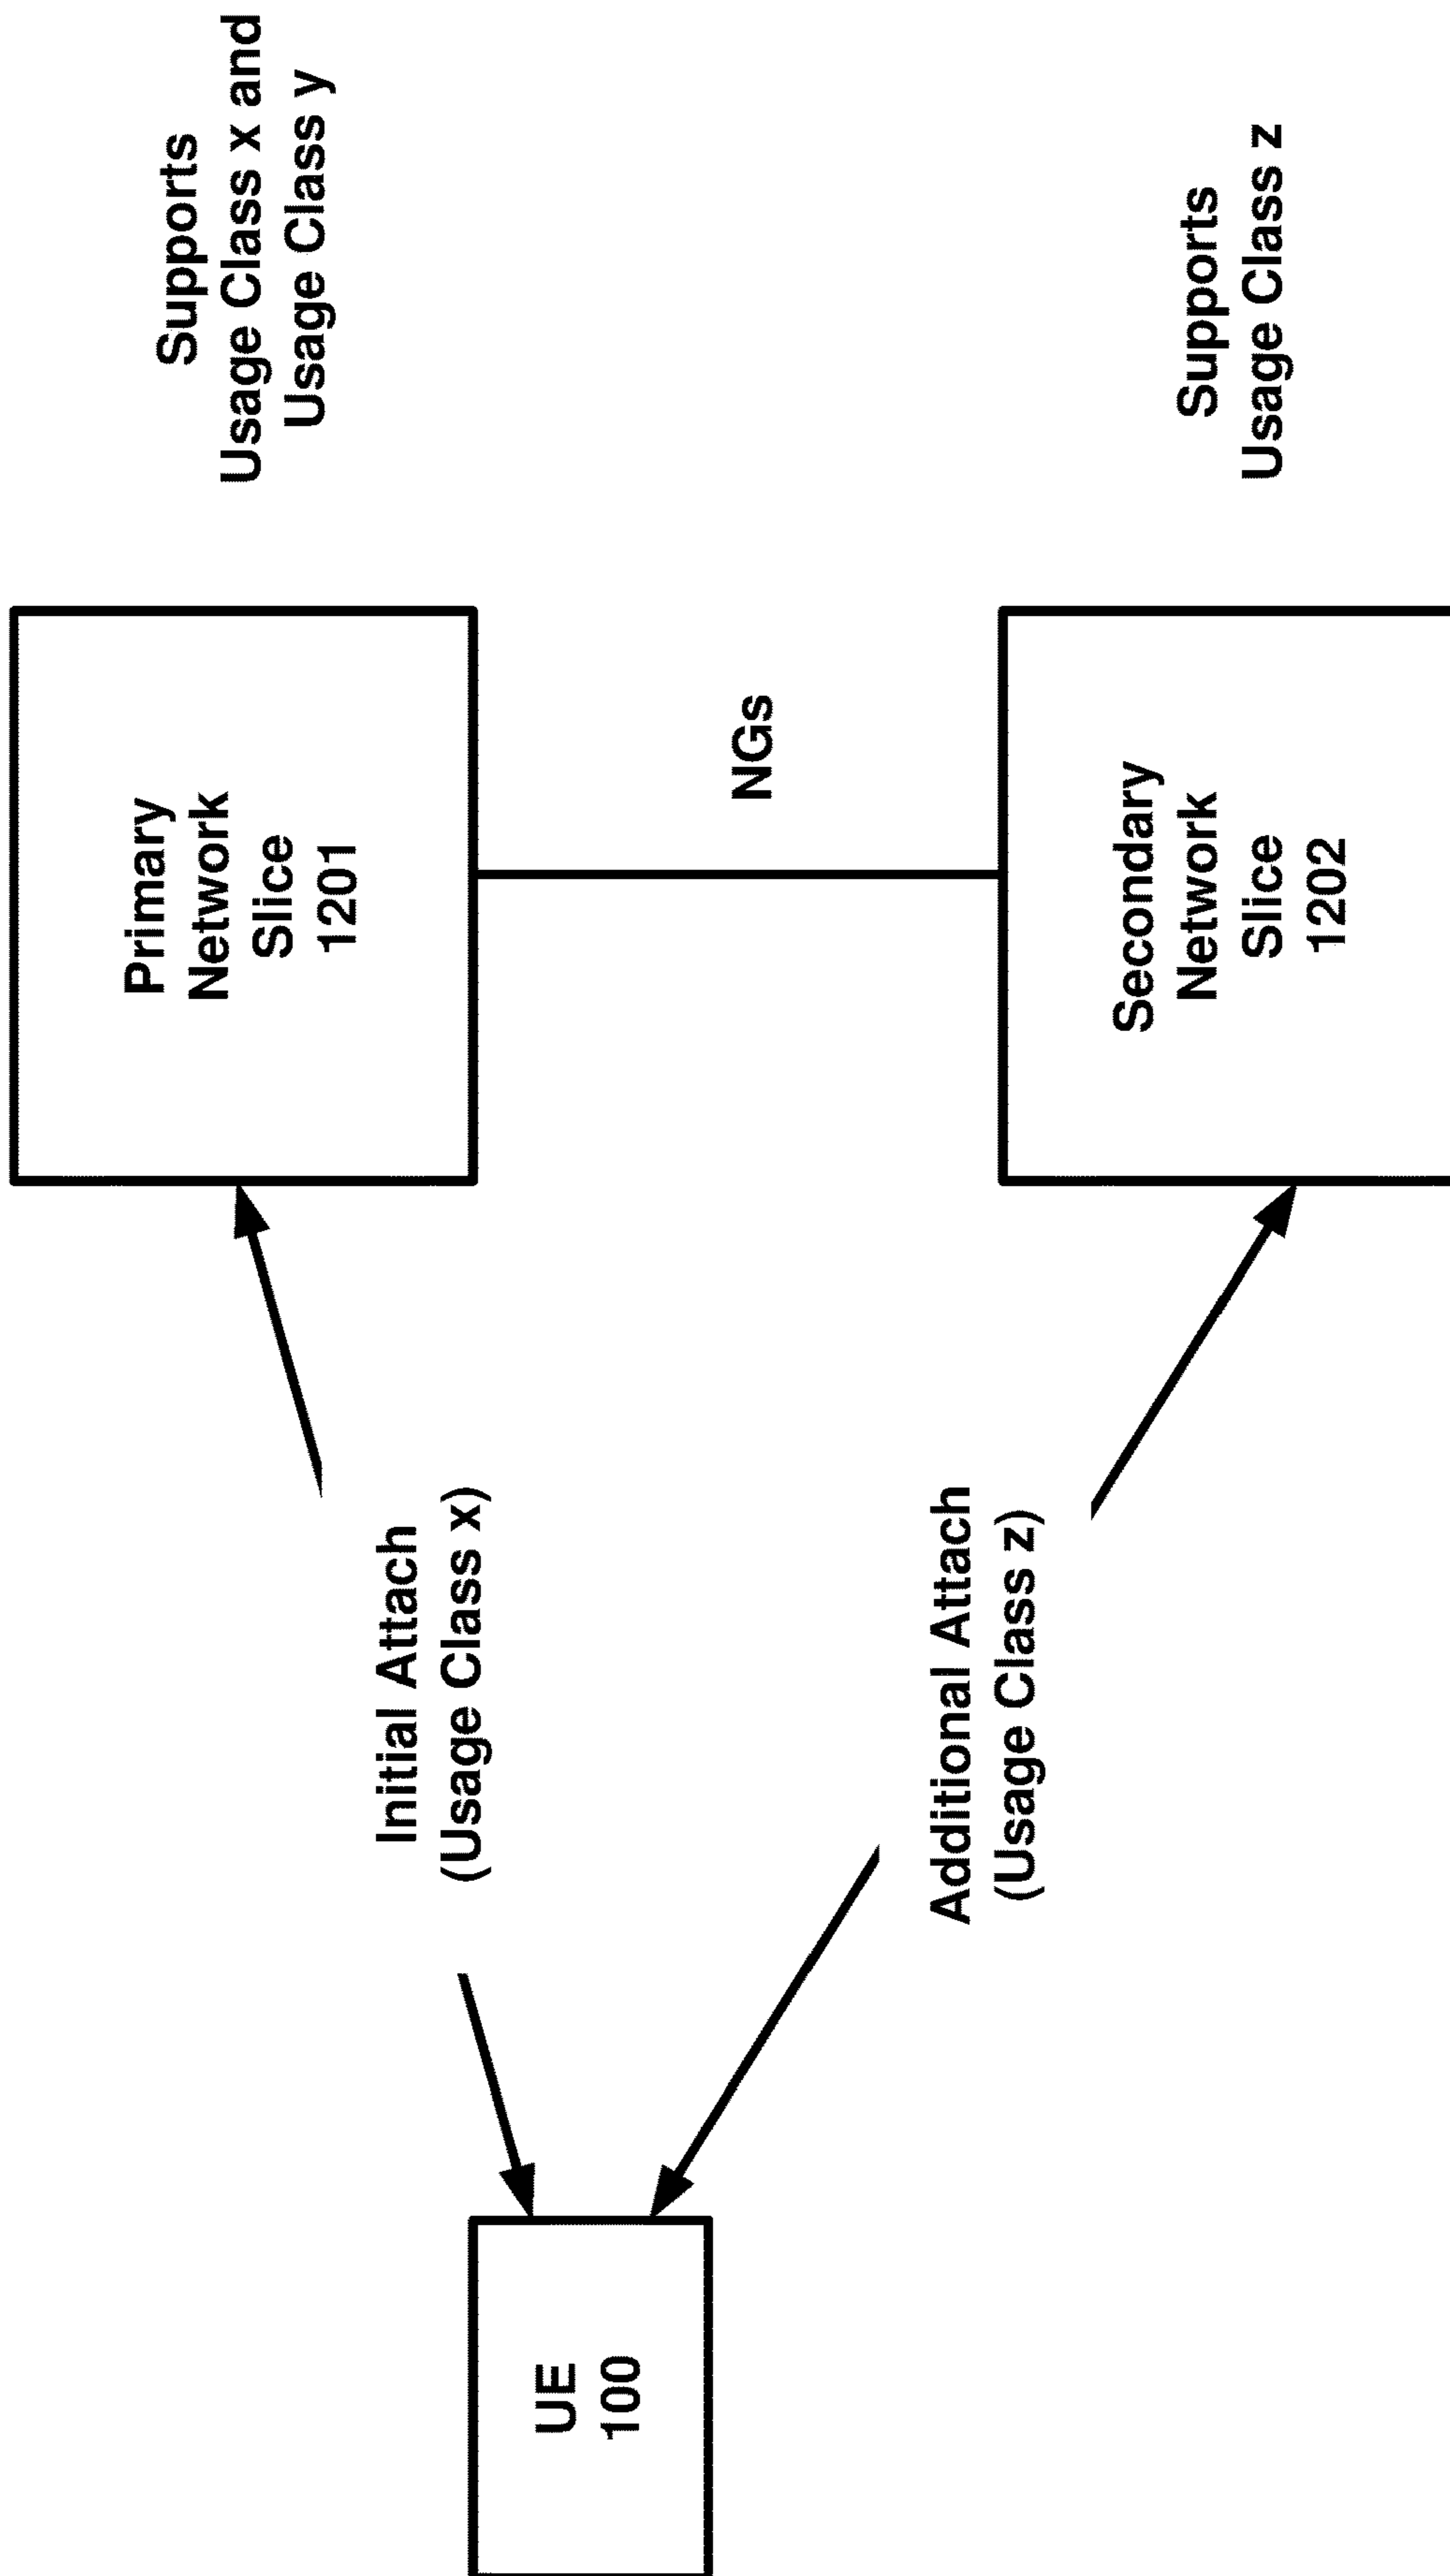 UE
100
Initial Attach
(Usage Class x)
Additional Attach
(Usage Class z)
Primary
Network
Slice
1201
NGs
Secondary
Network
Slice
1202
Supports
Usage Class x and
Usage Class y
Supports
Usage Class z